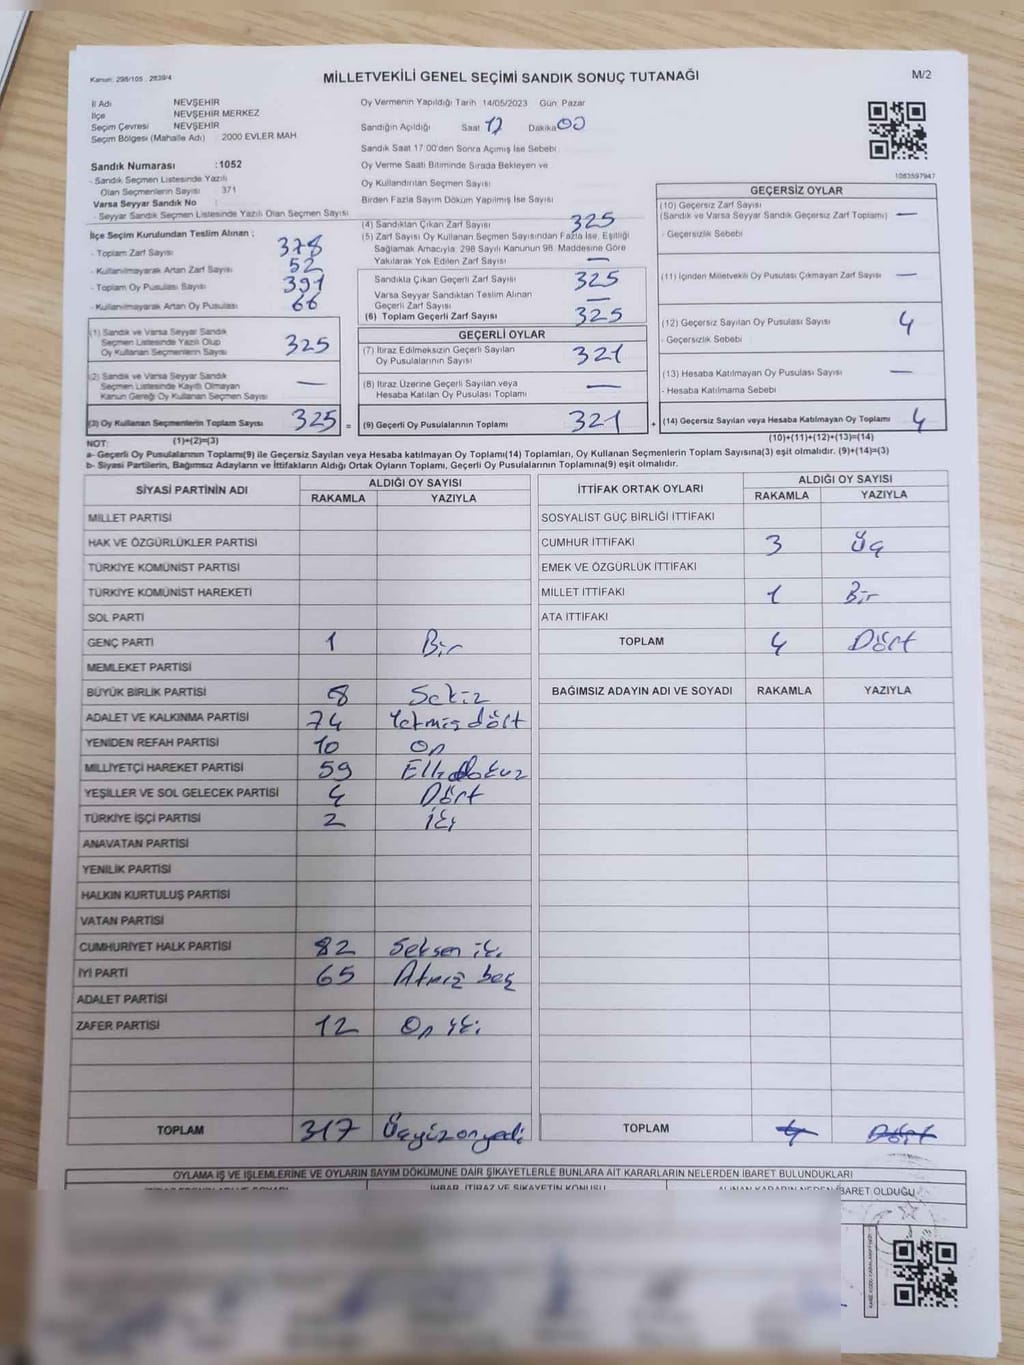 Kanun: 298/105 2839/4
MİLLETVEKİLİ GENEL SEÇİMİ SANDIK SONUÇ TUTANAĞI
M/2
İl Adı NEVŞEHİR
İlçe NEVŞEHİR MERKEZ
Seçim Çevresi NEVŞEHİR
Seçim Bölgesi (Mahalle Adı) 2000 EVLER MAH
Sandık Numarası :1052
- Sandık Seçmen Listesinde Yazılı
Olan Seçmenlerin Sayısı 371
Varsa Seyyar Sandık No
- Seyyar Sandık Seçmen Listesinde Yazılı Olan Seçmen Sayısı
Oy Vermenin Yapıldığı Tarih 14/05/2023 Gün: Pazar
Sandığın Açıldığı Saat 17 Dakika 00
Sandık Saat 17:00'den Sonra Açmış İse Sebebi
Oy Verme Saati Bitiminde Sırada Bekleyen ve
Oy Kullandırılan Seçmen Sayısı
Birden Fazla Sayım Döküm Yapılmış İse Sayısı
1083597947
İlçe Seçim Kurulundan Teslim Alınan ;
- Toplam Zarf Sayısı 378
- Kullanılmayarak Artan Zarf Sayısı 52
- Toplam Oy Pusulası Sayısı 391
- Kullanılmayarak Artan Oy Pusulası 66
(1) Sandık ve Varsa Seyyar Sandık
Seçmen Listesinde Yazılı Olup
Oy Kullanan Seçmenlerin Sayısı 325
(2) Sandık ve Varsa Seyyar Sandık
Seçmen Listesinde Kayıtlı Olmayan
Kanun Gereği Oy Kullanan Seçmen Sayısı —
(3) Oy Kullanan Seçmenlerin Toplam Sayısı 325 =
(1)+(2)=(3)
(4) Sandıktan Çıkan Zarf Sayısı 325
(5) Zarf Sayısı Oy Kullanan Seçmen Sayısından Fazla İse, Eşitliği
Sağlamak Amacıyla; 298 Sayılı Kanunun 98. Maddesine Göre
Yakılarak Yok Edilen Zarf Sayısı —
Sandıkla Çıkan Geçerli Zarf Sayısı 325
Varsa Seyyar Sandıktan Teslim Alınan
Geçerli Zarf Sayısı —
(6) Toplam Geçerli Zarf Sayısı 325
GEÇERLİ OYLAR
(7) İtiraz Edilmeksizin Geçerli Sayılan
Oy Pusulalarının Sayısı 321
(8) İtiraz Üzerine Geçerli Sayılan veya
Hesaba Katılan Oy Pusulası Toplamı —
(9) Geçerli Oy Pusulalarının Toplamı 321 +
GEÇERSİZ OYLAR
(10) Geçersiz Zarf Sayısı
(Sandık ve Varsa Seyyar Sandık Geçersiz Zarf Toplamı) —
- Geçersizlik Sebebi
(11) İçinden Milletvekili Oy Pusulası Çıkmayan Zarf Sayısı —
(12) Geçersiz Sayılan Oy Pusulası Sayısı 4
- Geçersizlik Sebebi
(13) Hesaba Katılmayan Oy Pusulası Sayısı —
- Hesaba Katılmama Sebebi
(14) Geçersiz Sayılan veya Hesaba Katılmayan Oy Toplamı 4
(10)+(11)+(12)+(13)=(14)
NOT:
a- Geçerli Oy Pusulalarının Toplamı(9) ile Geçersiz Sayılan veya Hesaba katılmayan Oy Toplamı(14) Toplamları, Oy Kullanan Seçmenlerin Toplam Sayısına(3) eşit olmalıdır. (9)+(14)=(3)
b- Siyasi Partilerin, Bağımsız Adayların ve İttifakların Aldığı Ortak Oyların Toplamı, Geçerli Oy Pusulalarının Toplamına(9) eşit olmalıdır.
SİYASİ PARTİNİN ADI ALDIĞI OY SAYISI
RAKAMLA YAZIYLA
MİLLET PARTİSİ
HAK VE ÖZGÜRLÜKLER PARTİSİ
TÜRKİYE KOMÜNİST PARTİSİ
TÜRKİYE KOMÜNİST HAREKETİ
SOL PARTİ
GENÇ PARTİ 1 Bir
MEMLEKET PARTİSİ
BÜYÜK BİRLİK PARTİSİ 8 Sekiz
ADALET VE KALKINMA PARTİSİ 74 Yetmiş dört
YENİDEN REFAH PARTİSİ 10 On
MİLLİYETÇİ HAREKET PARTİSİ 59 Ellidokuz
YEŞİLLER VE SOL GELECEK PARTİSİ 4 Dört
TÜRKİYE İŞÇİ PARTİSİ 2 İki
ANAVATAN PARTİSİ
YENİLİK PARTİSİ
HALKIN KURTULUŞ PARTİSİ
VATAN PARTİSİ
CUMHURİYET HALK PARTİSİ 82 Seksen iki
İYİ PARTİ 65 Atmış beş
ADALET PARTİSİ
ZAFER PARTİSİ 12 On iki
TOPLAM 317 Üçyüzonyedi
İTTİFAK ORTAK OYLARI ALDIĞI OY SAYISI
RAKAMLA YAZIYLA
SOSYALİST GÜÇ BİRLİĞİ İTTİFAKI
CUMHUR İTTİFAKI 3 Üç
EMEK VE ÖZGÜRLÜK İTTİFAKI
MİLLET İTTİFAKI 1 Bir
ATA İTTİFAKI
TOPLAM 4 Dört
BAĞIMSIZ ADAYIN ADI VE SOYADI RAKAMLA YAZIYLA
TOPLAM 4 Dört
OYLAMA İŞ VE İŞLEMLERİNE VE OYLARIN SAYIM DÖKÜMÜNE DAİR ŞİKAYETLERLE BUNLARA AİT KARARLARIN NELERDEN İBARET BULUNDUKLARI
İHBAR, İTİRAZ VE ŞİKAYETİN KONUSU
ALINAN KARARIN NEDEN İBARET OLDUĞU